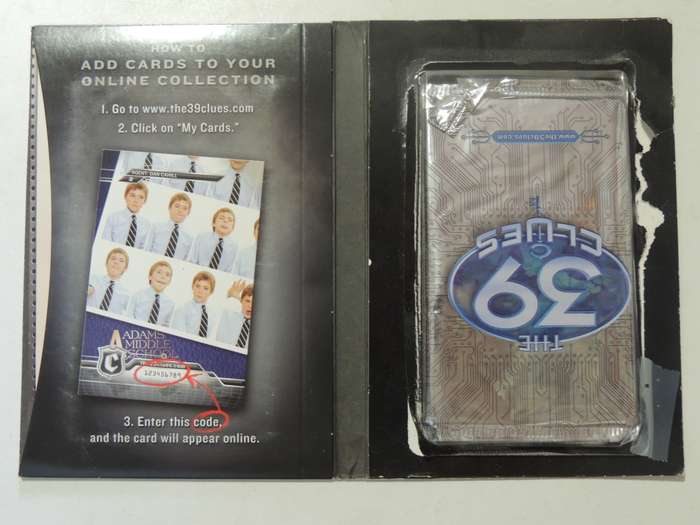 HOW TO
ADD CARDS TO YOUR
ONLINE COLLECTION
1. Go to www.the39clues.com
2. Click on "My Cards."
AGENT: DAN CAHILL
ADAMS
MIDDLE
SCHOOL
C
123456789
3. Enter this code,
and the card will appear online.
www.the39clues.com
THE
39
CLUES